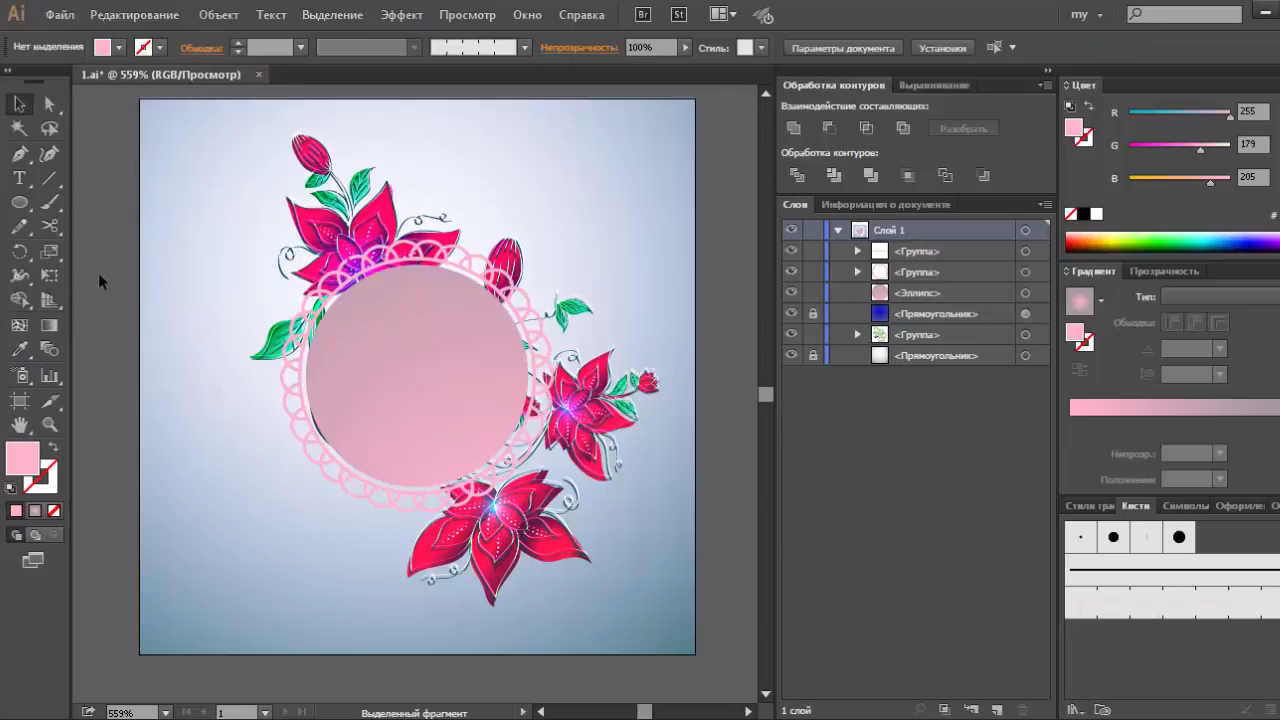 Ai Файл Редактирование Объект Текст Выделение Эффект Просмотр Окно Справка Br St my
Нет выделения Обводка: Непрозрачность: 100% Стиль: Параметры документа Установки
1.ai* @ 559% (RGB/Просмотр) ×
Обработка контуров Выравнивание
Взаимодействие составляющих:
Разобрать
Обработка контуров:
Слои Информация о документе
Слой 1
<Группа>
<Группа>
<Эллипс>
<Прямоугольник>
<Группа>
<Прямоугольник>
1 слой
Цвет
R 255
G 179
B 205
#
Градиент Прозрачность
Тип:
Обводка:
Непрозр.:
Положение:
Стили гра Кисти Символы Оформле
559% 1 Выделенный фрагмент